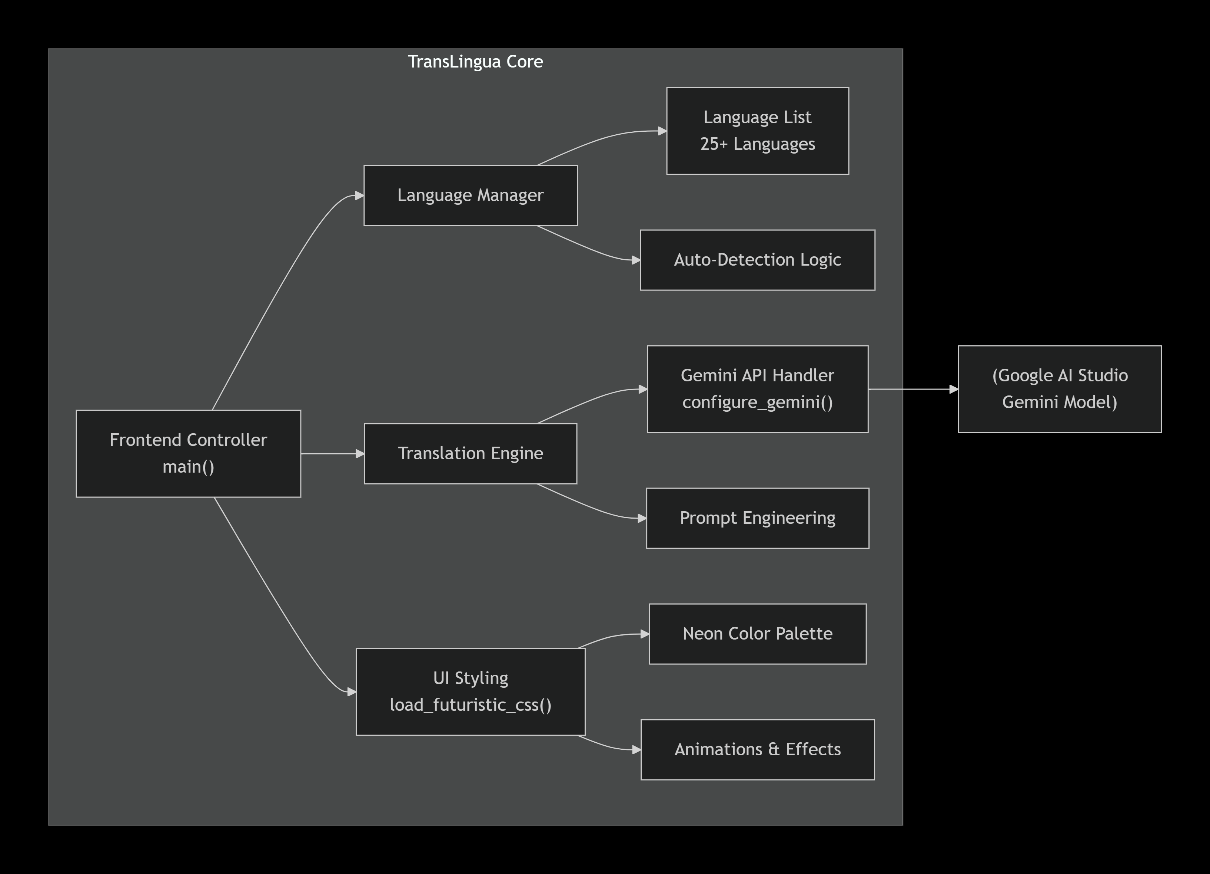 TransLingua Core
Language List
25+ Languages
Language Manager
Auto-Detection Logic
Gemini API Handler
configure_gemini()
(Google AI Studio
Gemini Model)
Frontend Controller
main()
Translation Engine
Prompt Engineering
Neon Color Palette
UI Styling
load_futuristic_css()
Animations & Effects